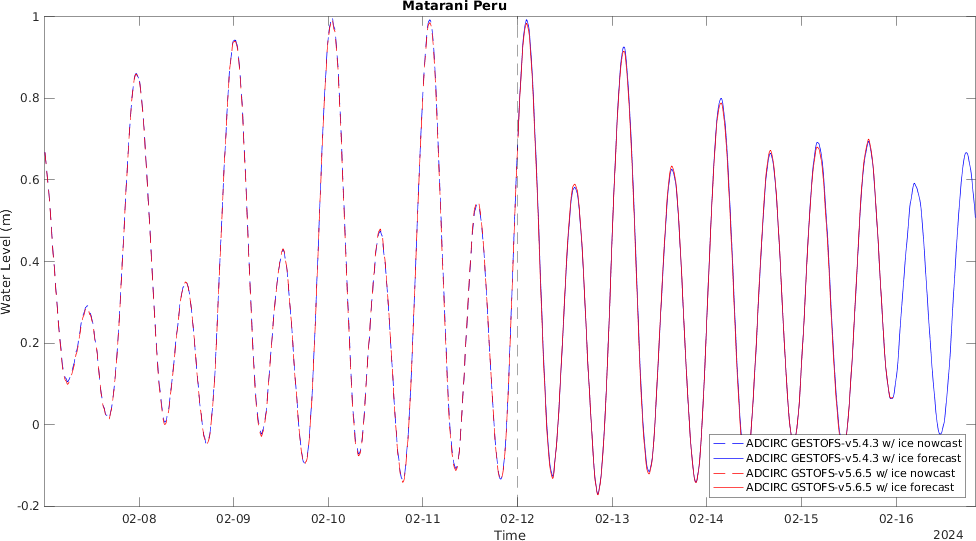 Matarani Peru
1
0.8
0.6
0.4
0.2
0
-0.2
Water Level (m)
ADCIRC GESTOFS-v5.4.3 w/ ice nowcast
ADCIRC GESTOFS-v5.4.3 w/ ice forecast
ADCIRC GSTOFS-v5.6.5 w/ ice nowcast
ADCIRC GSTOFS-v5.6.5 w/ ice forecast
02-08 02-09 02-10 02-11 02-12 02-13 02-14 02-15 02-16
Time
2024